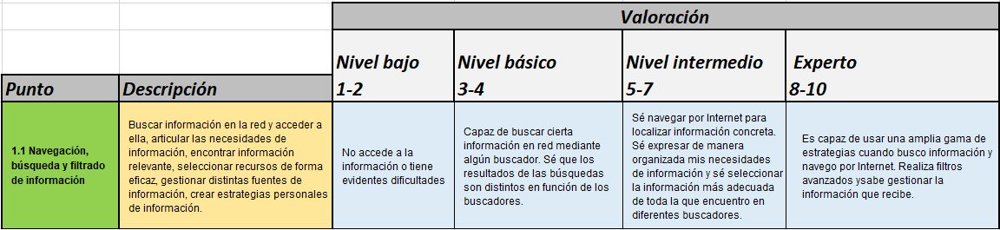 Valoración
Nivel bajo
1-2
Nivel básico
3-4
Nivel intermedio
5-7
Experto
8-10
Punto
Descripción
1.1 Navegación,
búsqueda y filtrado
de información
Buscar información en la red y acceder a
ella, articular las necesidades de
información, encontrar información
relevante, seleccionar recursos de forma
eficaz, gestionar distintas fuentes de
información, crear estrategias personales
de información.
No accede a la
información o tiene
evidentes dificultades
Capaz de buscar cierta
información en red mediante
algún buscador. Sé que los
resultados de las búsquedas
son distintos en función de los
buscadores.
Sé navegar por Internet para
localizar información concreta.
Sé expresar de manera
organizada mis necesidades
de información y sé seleccionar
la información más adecuada
de toda la que encuentro en
diferentes buscadores.
Es capaz de usar una amplia gama de
estrategias cuando busco información y
navego por Internet. Realiza filtros
avanzados ysabe gestionar la
información que recibe.